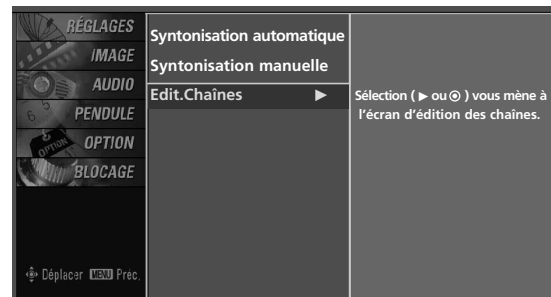 RÉGLAGES
IMAGE
AUDIO
PENDULE
OPTION
BLOCAGE
Déplacer MENU Préc.
Syntonisation automatique
Syntonisation manuelle
Edit.Chaînes ►
Sélection ( ► ou ⊙ ) vous mène à
l'écran d'édition des chaînes.